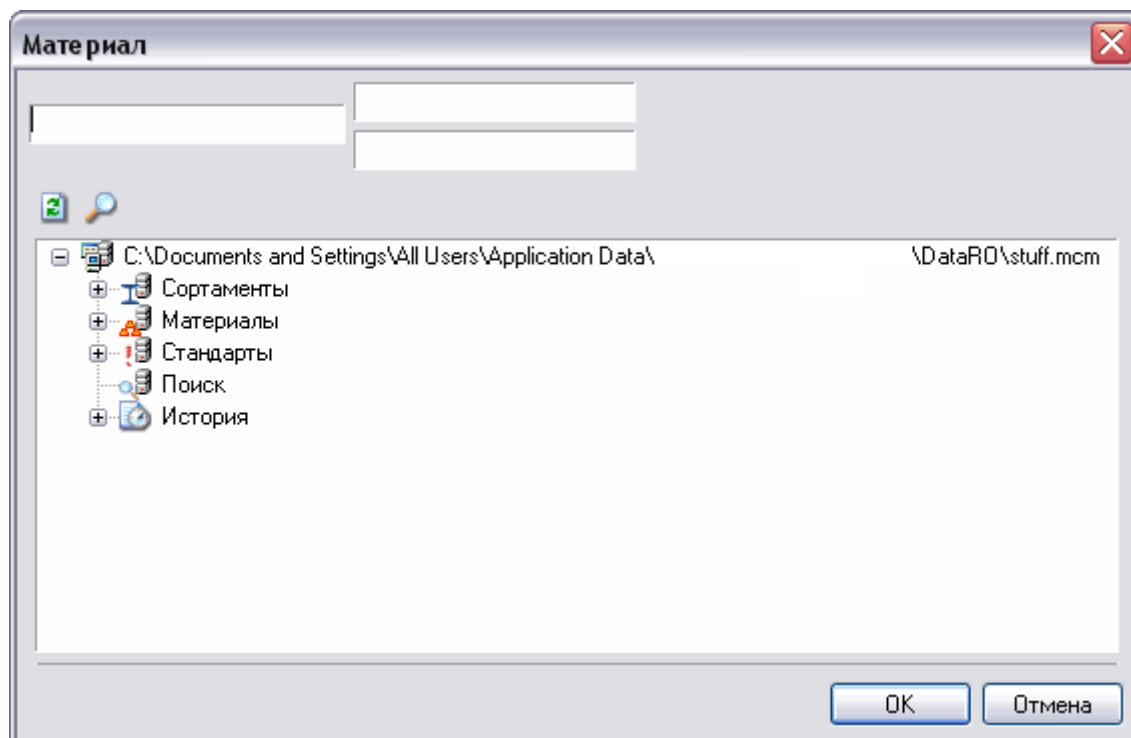 Материал
C:\Documents and Settings\All Users\Application Data\ \DataRO\stuff.mcm
Сортаменты
Материалы
Стандарты
Поиск
История
OK Отмена